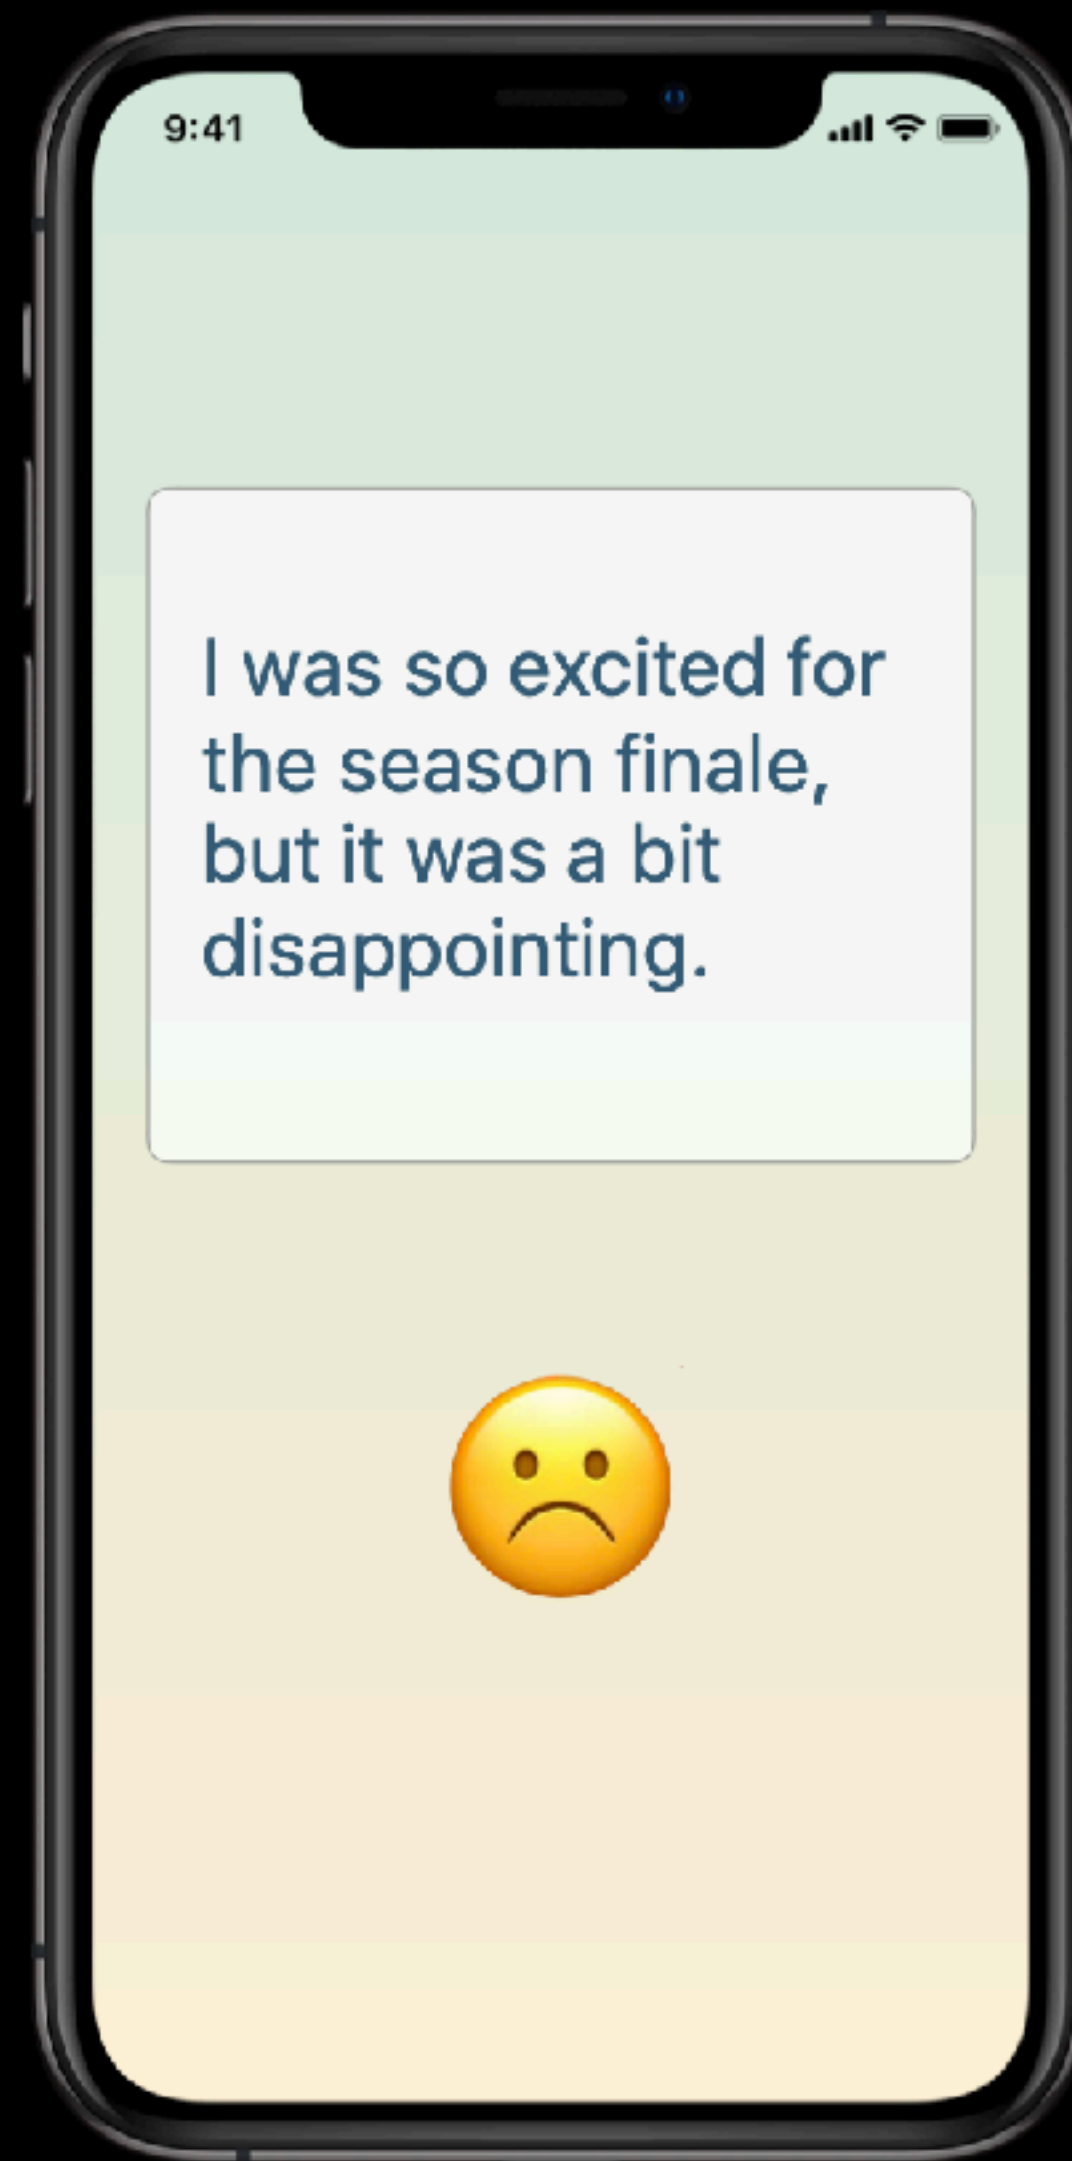 9:41
I was so excited for
the season finale,
but it was a bit
disappointing.